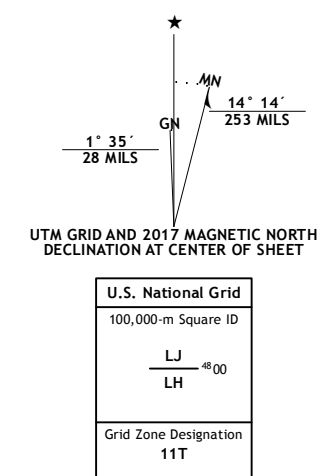 ★
MN
GN
1° 35´
28 MILS
14° 14´
253 MILS
UTM GRID AND 2017 MAGNETIC NORTH
DECLINATION AT CENTER OF SHEET
U.S. National Grid
100,000-m Square ID
LJ
4800
LH
Grid Zone Designation
11T